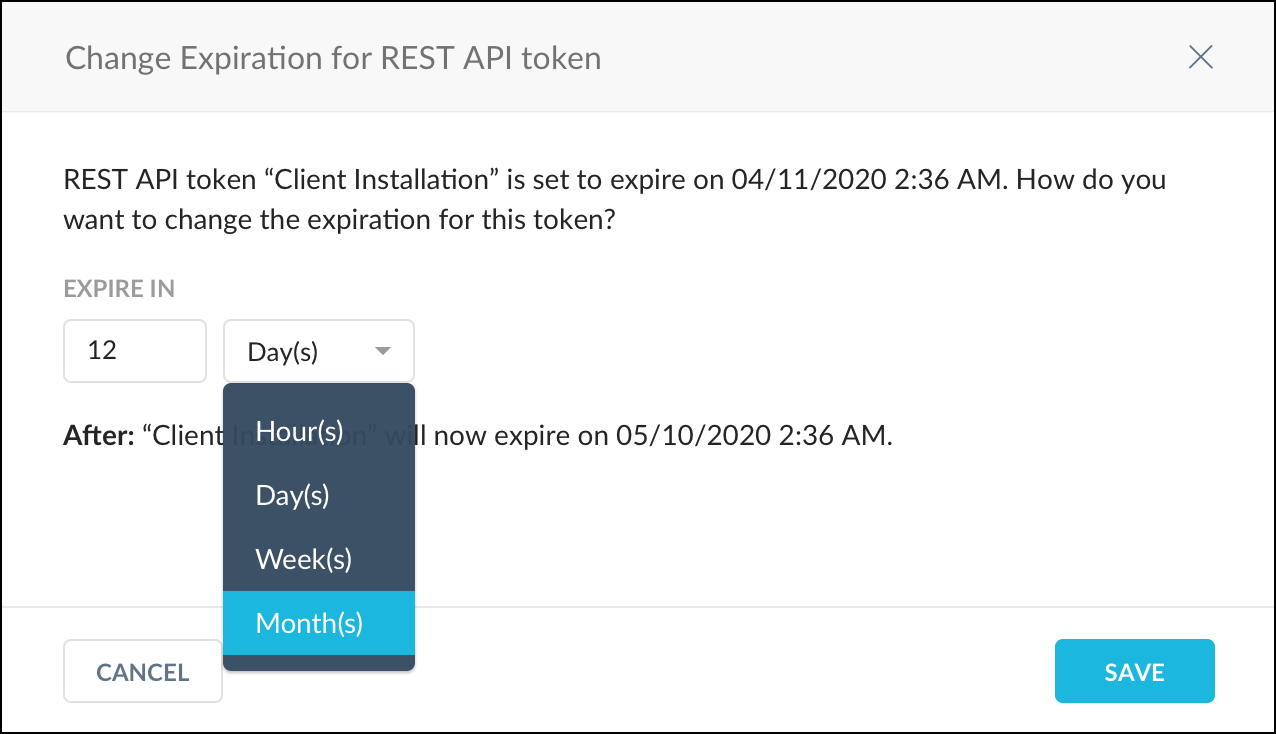 Change Expiration for REST API token
REST API token “Client Installation” is set to expire on 04/11/2020 2:36 AM. How do you
want to change the expiration for this token?
EXPIRE IN
12
Day(s)
After: “Client Installation” will now expire on 05/10/2020 2:36 AM.
Hour(s)
Day(s)
Week(s)
Month(s)
CANCEL
SAVE